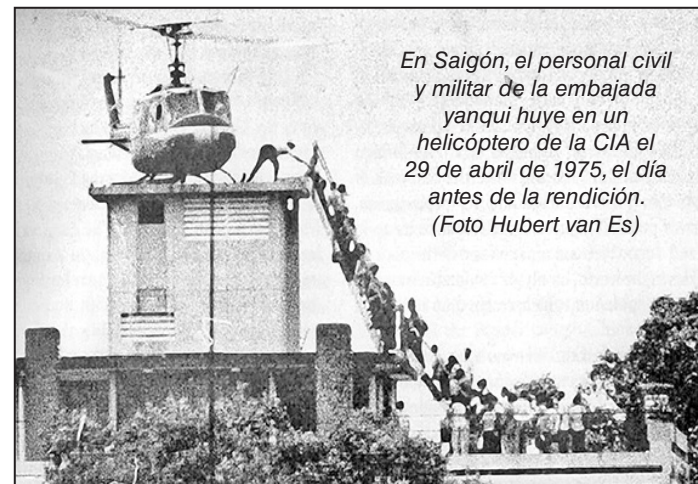 En Saigón, el personal civil
y militar de la embajada
yanqui huye en un
helicóptero de la CIA el
29 de abril de 1975, el día
antes de la rendición.
(Foto Hubert van Es)